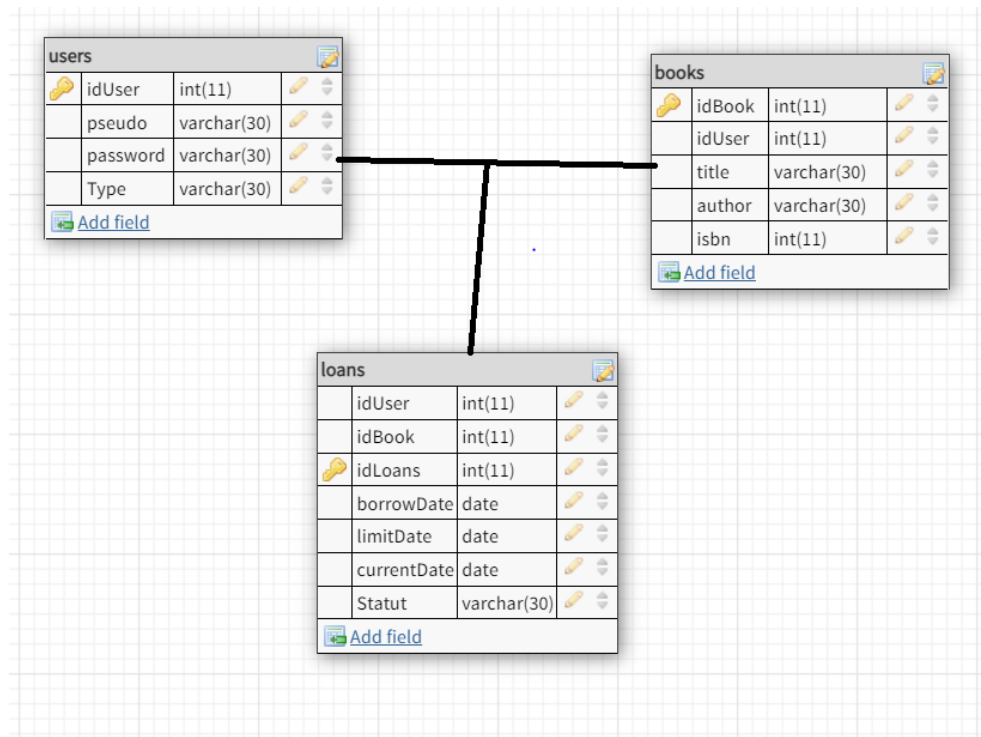 users
idUser int(11)
pseudo varchar(30)
password varchar(30)
Type varchar(30)
Add field
books
idBook int(11)
idUser int(11)
title varchar(30)
author varchar(30)
isbn int(11)
Add field
loans
idUser int(11)
idBook int(11)
idLoans int(11)
borrowDate date
limitDate date
currentDate date
Statut varchar(30)
Add field